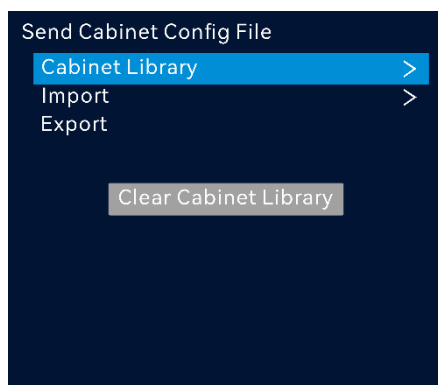 Send Cabinet Config File
Cabinet Library >
Import >
Export
Clear Cabinet Library